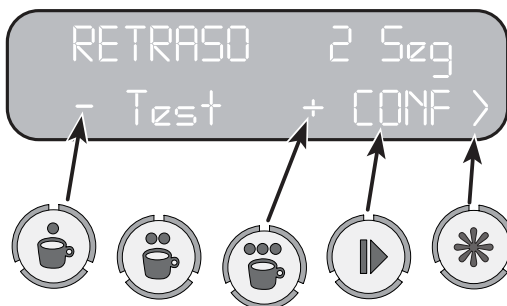 RETRASO 2 Seg
- Test + CONF >